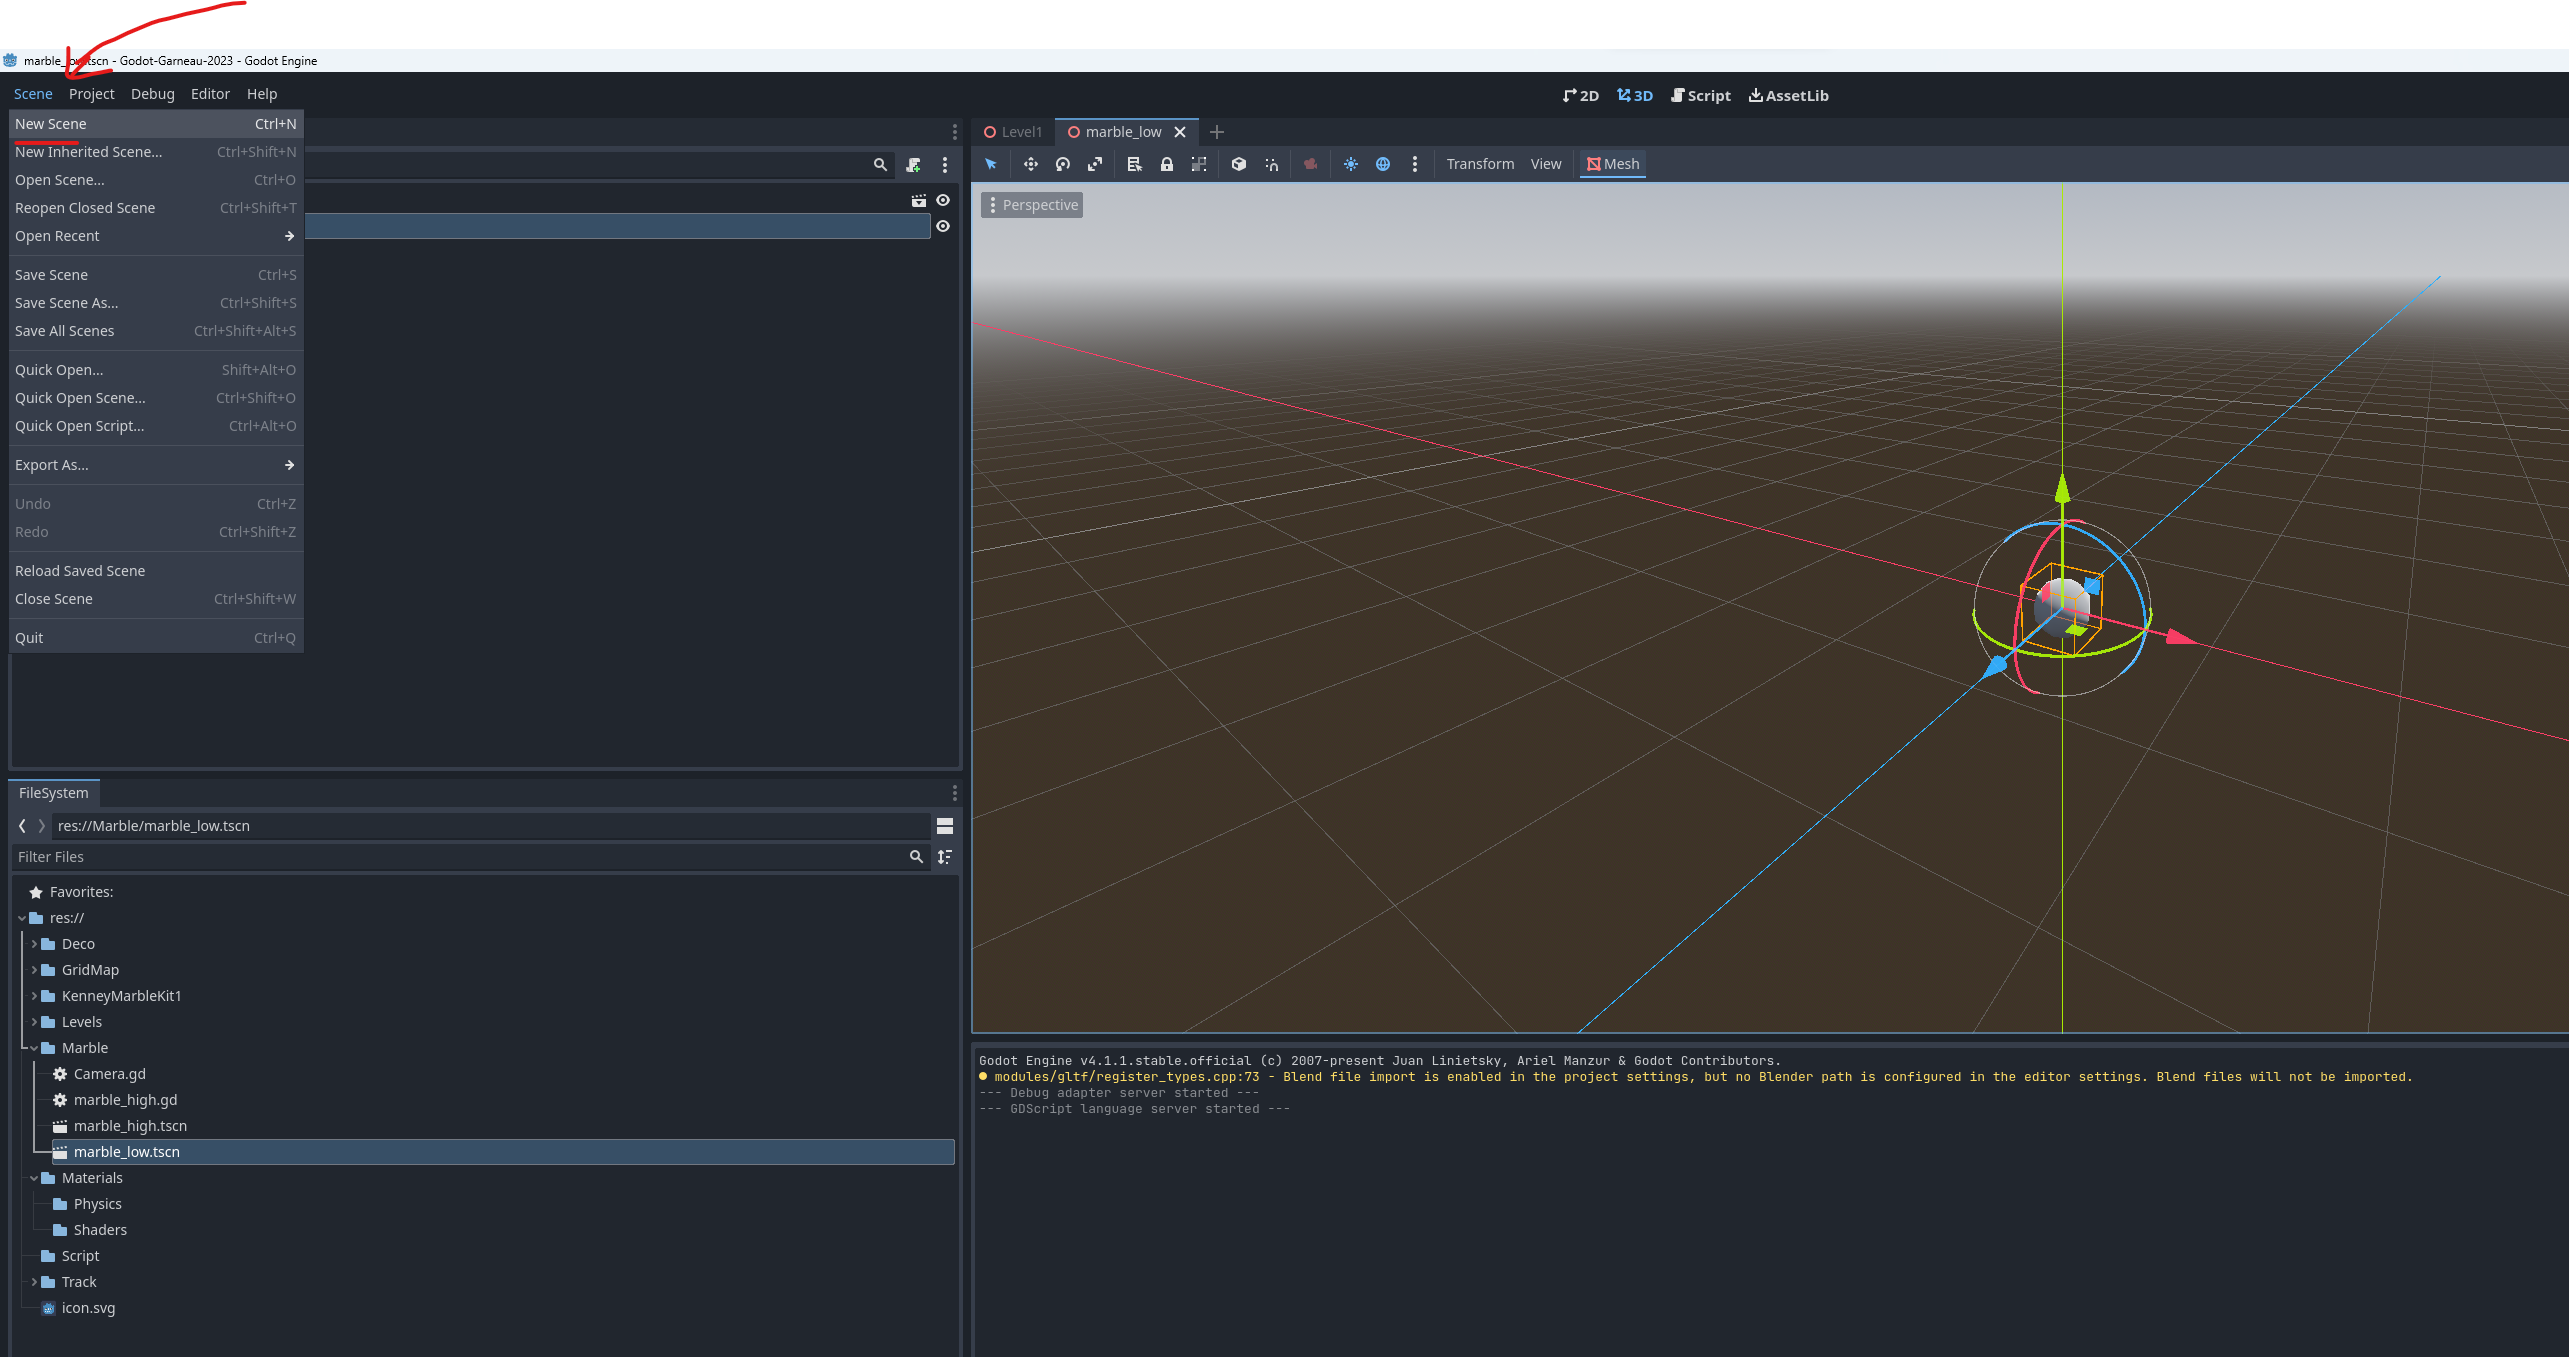 marble_low.tscn - Godot-Garneau-2023 - Godot Engine
Scene Project Debug Editor Help
2D 3D Script AssetLib
New Scene Ctrl+N
New Inherited Scene... Ctrl+Shift+N
Open Scene... Ctrl+O
Reopen Closed Scene Ctrl+Shift+T
Open Recent
Save Scene Ctrl+S
Save Scene As... Ctrl+Shift+S
Save All Scenes Ctrl+Shift+Alt+S
Quick Open... Shift+Alt+O
Quick Open Scene... Ctrl+Shift+O
Quick Open Script... Ctrl+Alt+O
Export As...
Undo Ctrl+Z
Redo Ctrl+Shift+Z
Reload Saved Scene
Close Scene Ctrl+Shift+W
Quit Ctrl+Q
Level1 marble_low
Transform View Mesh
Perspective
FileSystem
res://Marble/marble_low.tscn
Filter Files
Favorites:
res://
Deco
GridMap
KenneyMarbleKit1
Levels
Marble
Camera.gd
marble_high.gd
marble_high.tscn
marble_low.tscn
Materials
Physics
Shaders
Script
Track
icon.svg
Godot Engine v4.1.1.stable.official (c) 2007-present Juan Linietsky, Ariel Manzur & Godot Contributors.
modules/gltf/register_types.cpp:73 - Blend file import is enabled in the project settings, but no Blender path is configured in the editor settings. Blend files will not be imported.
--- Debug adapter server started ---
--- GDScript language server started ---